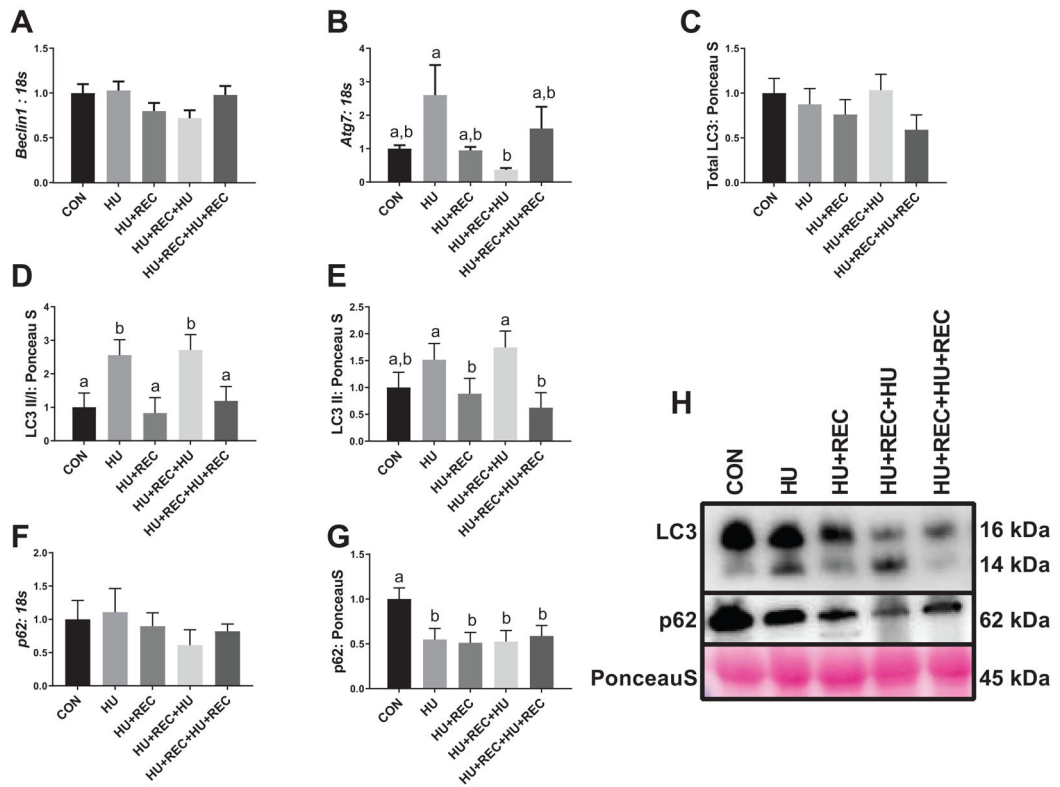 A
Beclin1 : 18s
1.5
1.0
0.5
0.0
CON
HU
HU+REC
HU+REC+HU
HU+REC+HU+REC
B
Atg7: 18s
4
3
2
1
0
a,b
a
a,b
b
a,b
CON
HU
HU+REC
HU+REC+HU
HU+REC+HU+REC
C
Total LC3: Ponceau S
1.5
1.0
0.5
0.0
CON
HU
HU+REC
HU+REC+HU
HU+REC+HU+REC
D
LC3 II/I: Ponceau S
4
3
2
1
0
a
b
a
b
a
CON
HU
HU+REC
HU+REC+HU
HU+REC+HU+REC
E
LC3 II: Ponceau S
2.5
2.0
1.5
1.0
0.5
0.0
a,b
a
b
a
b
CON
HU
HU+REC
HU+REC+HU
HU+REC+HU+REC
F
p62: 18s
2.0
1.5
1.0
0.5
0.0
CON
HU
HU+REC
HU+REC+HU
HU+REC+HU+REC
G
p62: PonceauS
1.5
1.0
0.5
0.0
a
b
b
b
b
CON
HU
HU+REC
HU+REC+HU
HU+REC+HU+REC
H
CON
HU
HU+REC
HU+REC+HU
HU+REC+HU+REC
LC3
16 kDa
14 kDa
p62
62 kDa
PonceauS
45 kDa